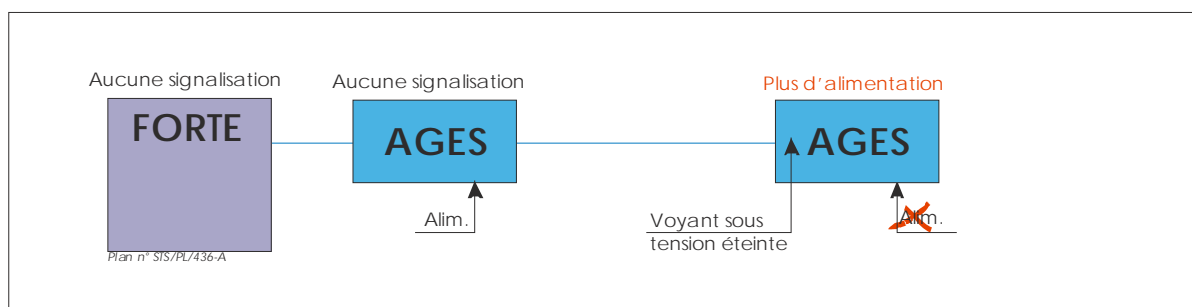 Aucune signalisation
Aucune signalisation
Plus d'alimentation
FORTE
AGES
AGES
Alim.
Voyant sous
tension éteinte
Alim.
Plan n° STS/PL/436-A